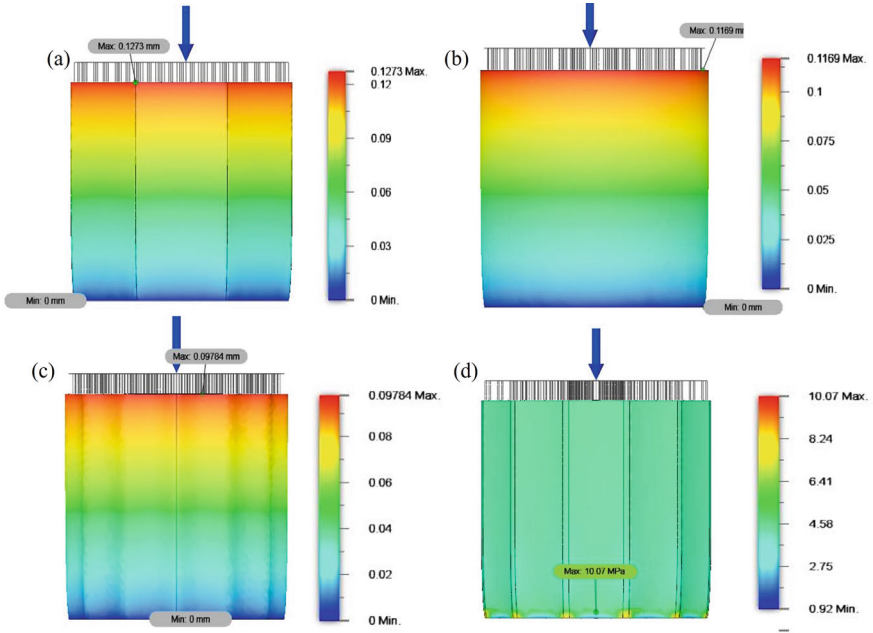 (a)
Max: 0.1273 mm
0.1273 Max.
0.12
0.09
0.06
0.03
0 Min.
Min: 0 mm
(b)
Max: 0.1169 m
0.1169 Max.
0.1
0.075
0.05
0.025
0 Min.
Min: 0 mm
(c)
Max: 0.09784 mm
0.09784 Max.
0.08
0.06
0.04
0.02
0 Min.
Min: 0 mm
(d)
10.07 Max.
8.24
6.41
4.58
2.75
0.92 Min.
Max: 10.07 MPa